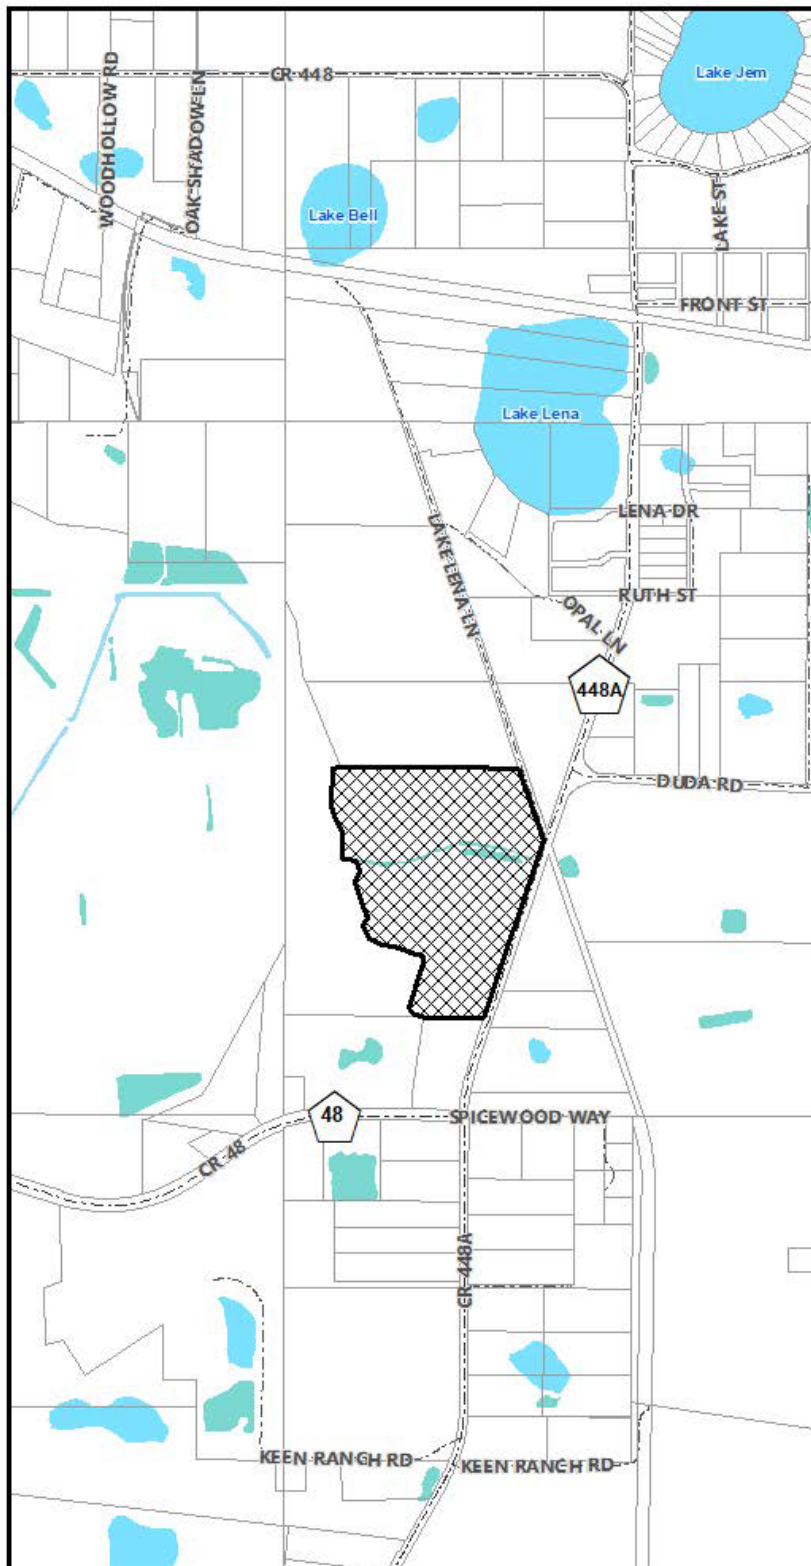 Lake Jem
CR 448
WOODHOLLOW RD
OAK SHADOW LN
LAKE ST
Lake Bell
FRONT ST
Lake Lena
LENA DR
LAKE LENA LN
RUTH ST
OPAL LN
448A
DUDA RD
48
SPICEWOOD WAY
CR 48
CR 448A
KEEN RANCH RD
KEEN RANCH RD